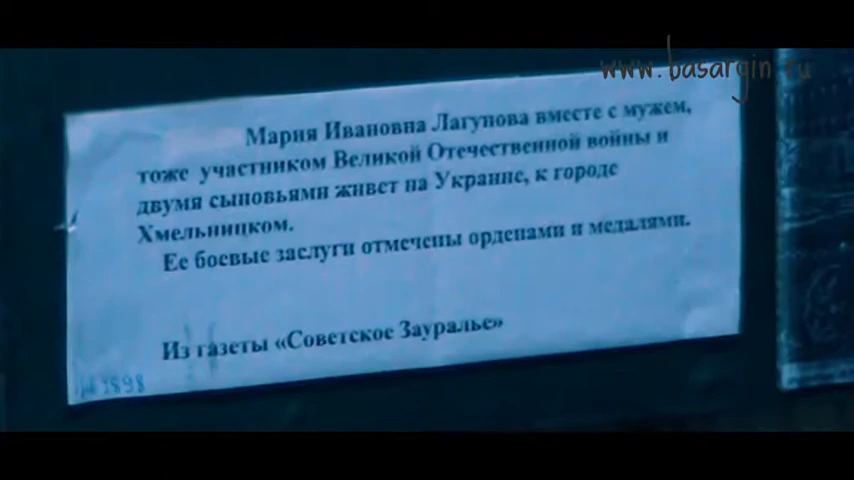 www.basargin.ru
Мария Ивановна Лагунова вместе с мужем,
тоже участником Великой Отечественной войны и
двумя сыновьями живет на Украине, к городе
Хмельницком.
Ее боевые заслуги отмечены орденами и медалями.
Из газеты «Советское Зауралье»
1898